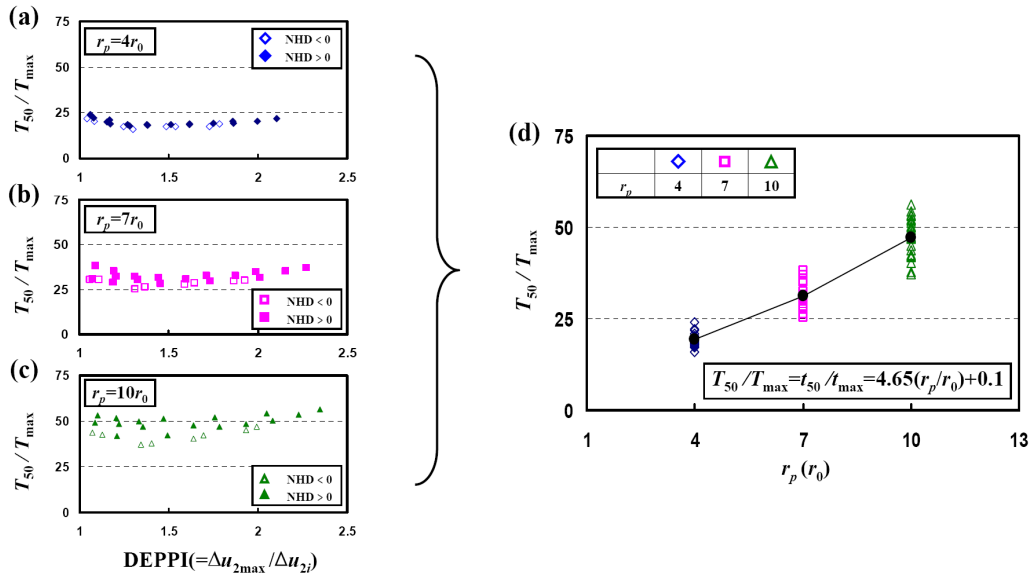 (a)
75
50
25
0
T50 / Tmax
rp=4r0
NHD < 0
NHD > 0
1 1.5 2 2.5
(b)
75
50
25
0
T50 / Tmax
rp=7r0
NHD < 0
NHD > 0
1 1.5 2 2.5
(c)
75
50
25
0
T50 / Tmax
rp=10r0
NHD < 0
NHD > 0
1 1.5 2 2.5
DEPPI(=Δu2max/Δu2i)
(d)
75
50
25
0
T50 / Tmax
rp 4 7 10
T50/Tmax=t50/tmax=4.65(rp/r0)+0.1
1 4 7 10 13
rp (r0)